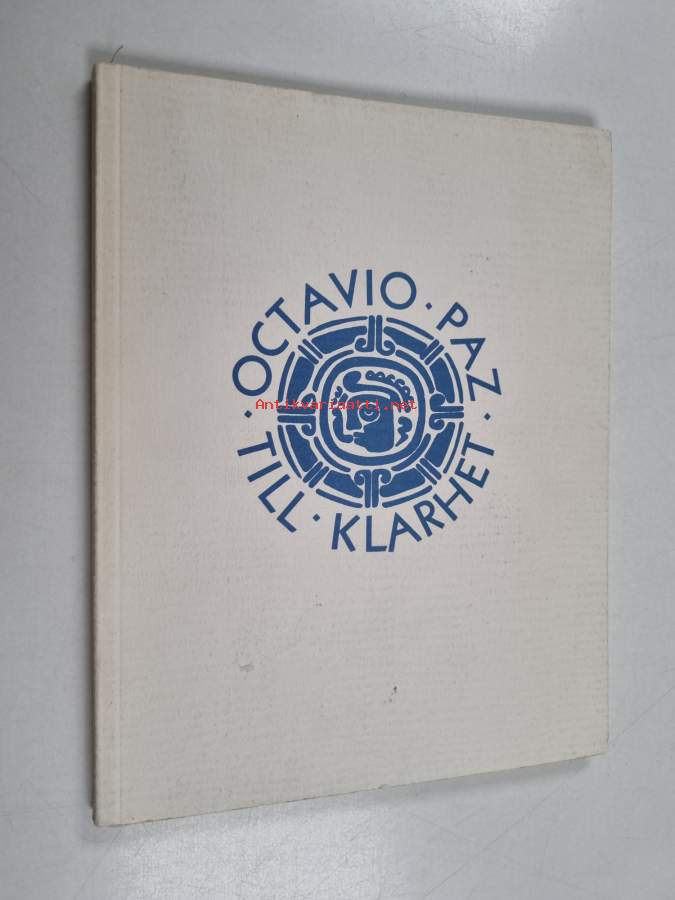 OCTAVIO · PAZ ·
TILL · KLARHET ·
Antikvariaatti.net